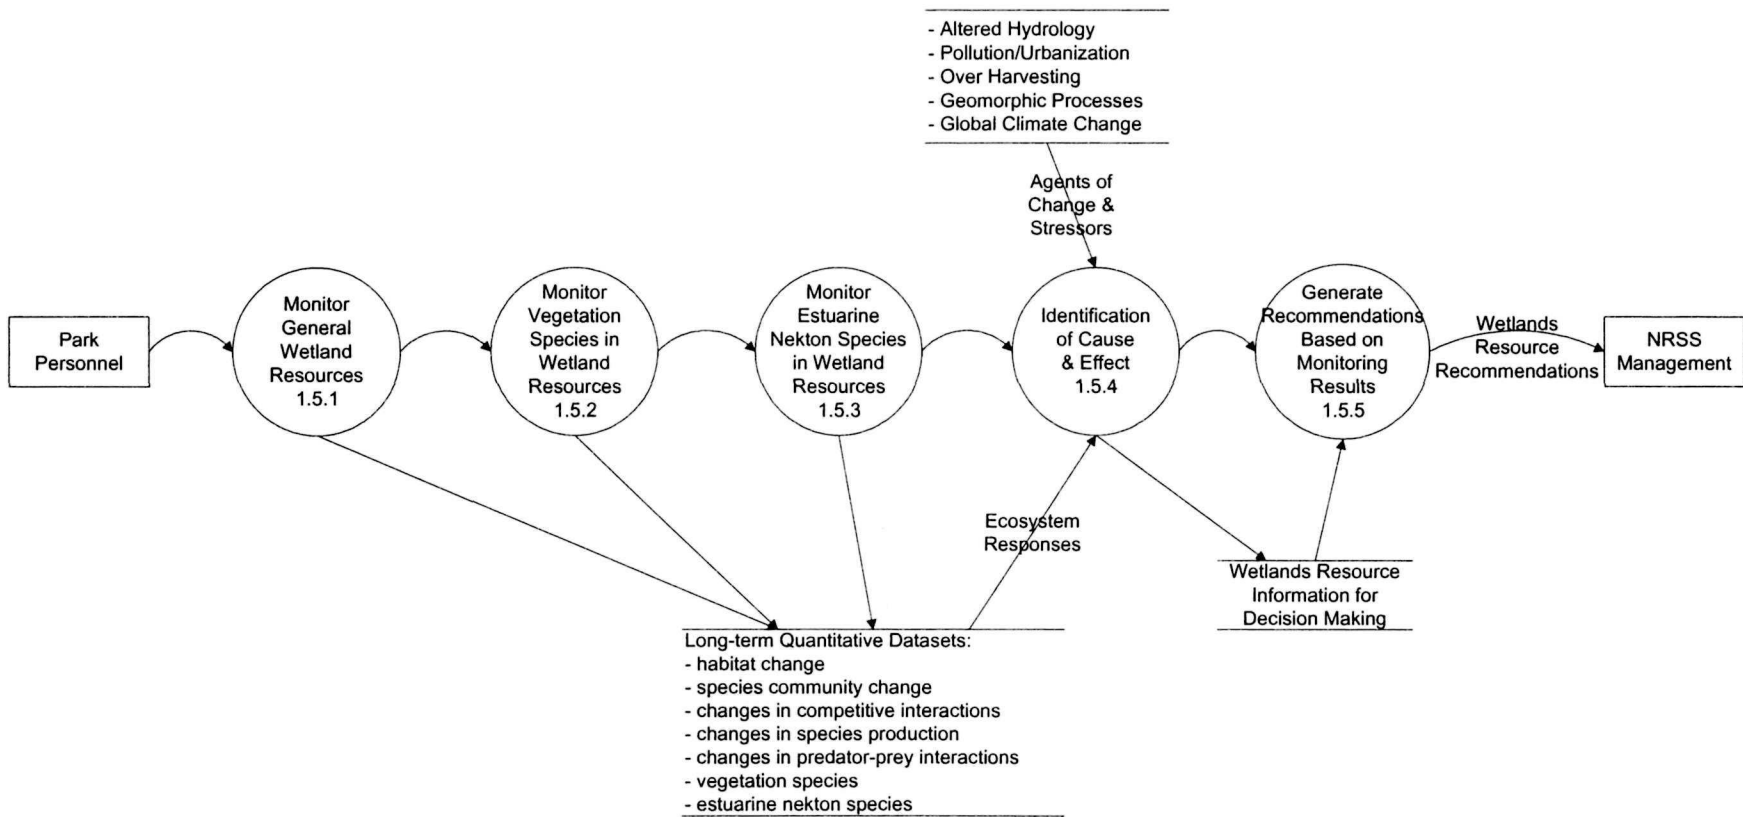 - Altered Hydrology
- Pollution/Urbanization
- Over Harvesting
- Geomorphic Processes
- Global Climate Change
Agents of
Change &
Stressors
Park
Personnel
Monitor
General
Wetland
Resources
1.5.1
Monitor
Vegetation
Species in
Wetland
Resources
1.5.2
Monitor
Estuarine
Nekton Species
in Wetland
Resources
1.5.3
Identification
of Cause
& Effect
1.5.4
Generate
Recommendations
Based on
Monitoring
Results
1.5.5
Wetlands
Resource
Recommendations
NRSS
Management
Ecosystem
Responses
Wetlands Resource
Information for
Decision Making
Long-term Quantitative Datasets:
- habitat change
- species community change
- changes in competitive interactions
- changes in species production
- changes in predator-prey interactions
- vegetation species
- estuarine nekton species